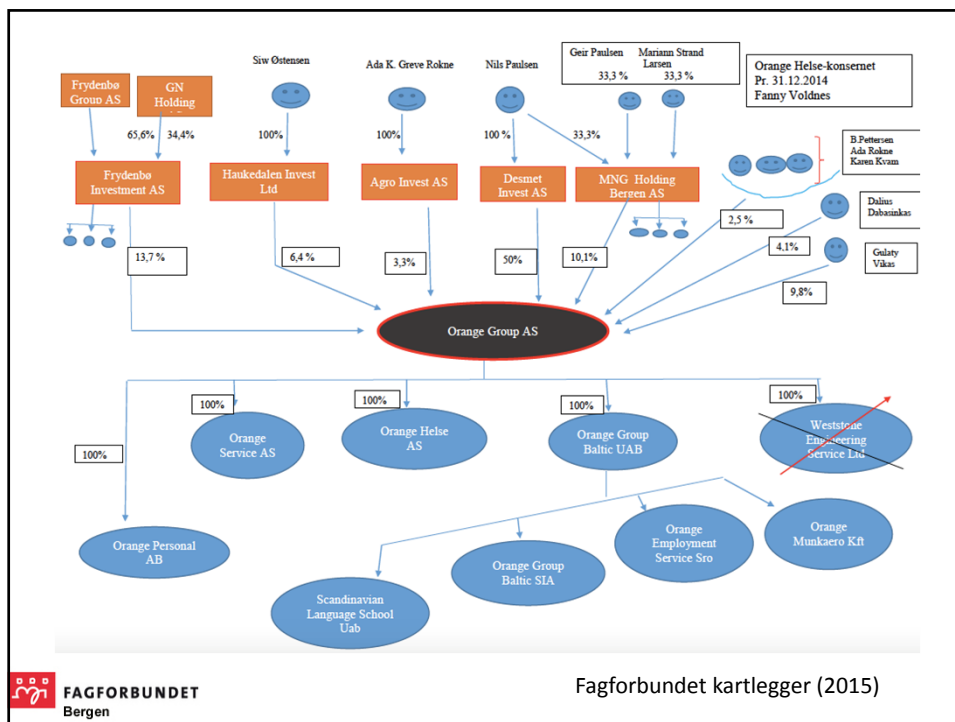 Siw Østensen
Ada K. Greve Rokne
Nils Paulsen
Geir Paulsen
33,3 %
Mariann Strand
Larsen
33,3 %
Orange Helse-konsernet
Pr. 31.12.2014
Fanny Voldnes
Frydenbø
Group AS
GN
Holding
65,6%
34,4%
100%
100%
100 %
33,3%
B.Pettersen
Ada Rokne
Karen Kvam
Frydenbø
Investment AS
Haukedalen Invest
Ltd
Agro Invest AS
Desmet
Invest AS
MNG Holding
Bergen AS
Dalius
Dabasinkas
Gulaty
Vikas
13,7 %
6,4 %
3,3%
50%
10,1%
2,5 %
4,1%
9,8%
Orange Group AS
100%
100%
100%
100%
100%
Orange
Service AS
Orange Helse
AS
Orange Group
Baltic UAB
Weststone
Engineering
Service Ltd
Orange Personal
AB
Scandinavian
Language School
Uab
Orange Group
Baltic SIA
Orange
Employment
Service Sro
Orange
Munkaero Kft
FAGFORBUNDET
Bergen
Fagforbundet kartlegger (2015)